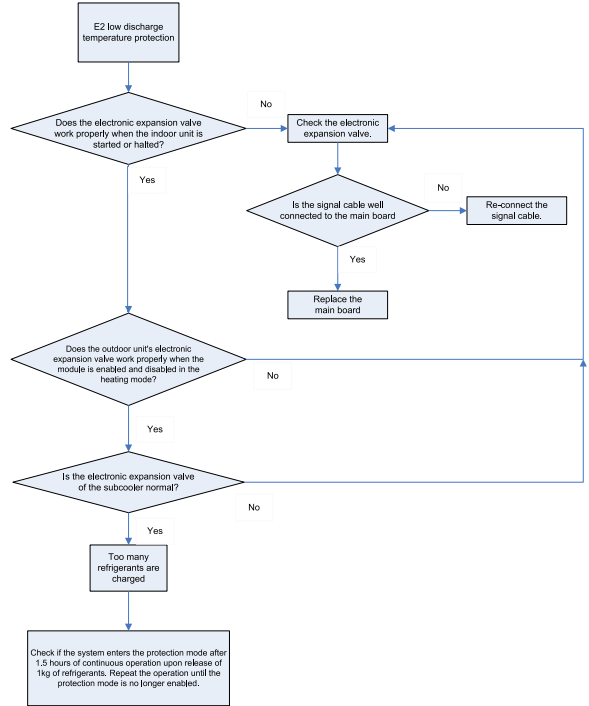 E2 low discharge
temperature protection
Does the electronic expansion valve
work properly when the indoor unit is
started or halted?
No
Check the electronic
expansion valve.
Yes
Is the signal cable well
connected to the main board
No
Re-connect the
signal cable.
Yes
Replace the
main board
Does the outdoor unit's electronic
expansion valve work properly when the
module is enabled and disabled in the
heating mode?
No
Yes
Is the electronic expansion valve
of the subcooler normal?
No
Yes
Too many
refrigerants are
charged
Check if the system enters the protection mode after
1.5 hours of continuous operation upon release of
1kg of refrigerants. Repeat the operation until the
protection mode is no longer enabled.